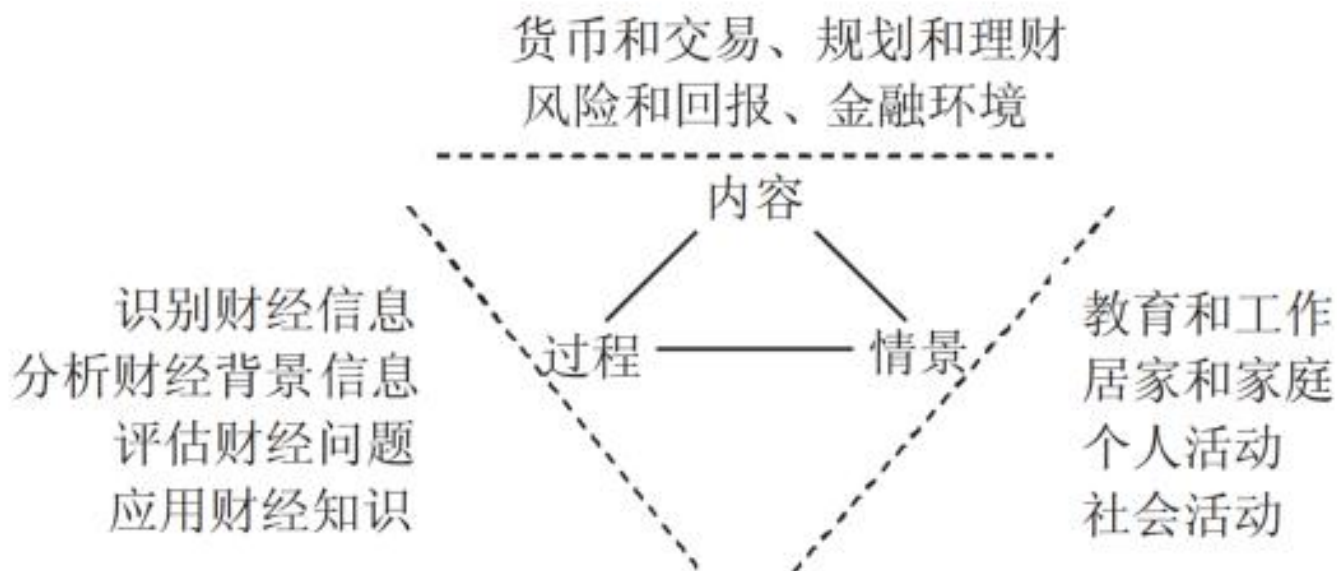 货币和交易、规划和理财
风险和回报、金融环境
内容
过程
情景
识别财经信息
分析财经背景信息
评估财经问题
应用财经知识
教育和工作
居家和家庭
个人活动
社会活动